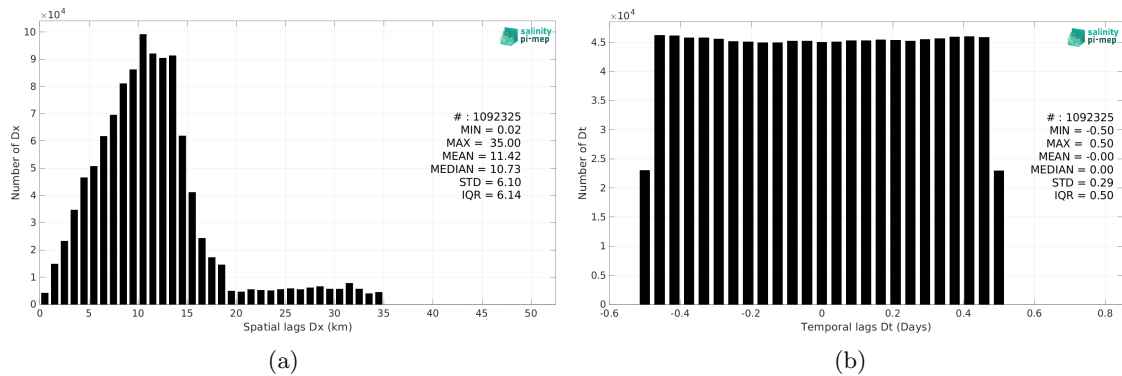 ×10⁴
10
9
8
7
6
5
4
3
2
1
0
Number of Dx
0 5 10 15 20 25 30 35 40 45 50
Spatial lags Dx (km)
salinity
pi-mep
# : 1092325
MIN = 0.02
MAX = 35.00
MEAN = 11.42
MEDIAN = 10.73
STD = 6.10
IQR = 6.14
(a)
×10⁴
4.5
4
3.5
3
2.5
2
1.5
1
0.5
0
Number of Dt
-0.6 -0.4 -0.2 0 0.2 0.4 0.6 0.8
Temporal lags Dt (Days)
salinity
pi-mep
# : 1092325
MIN = -0.50
MAX = 0.50
MEAN = -0.00
MEDIAN = 0.00
STD = 0.29
IQR = 0.50
(b)